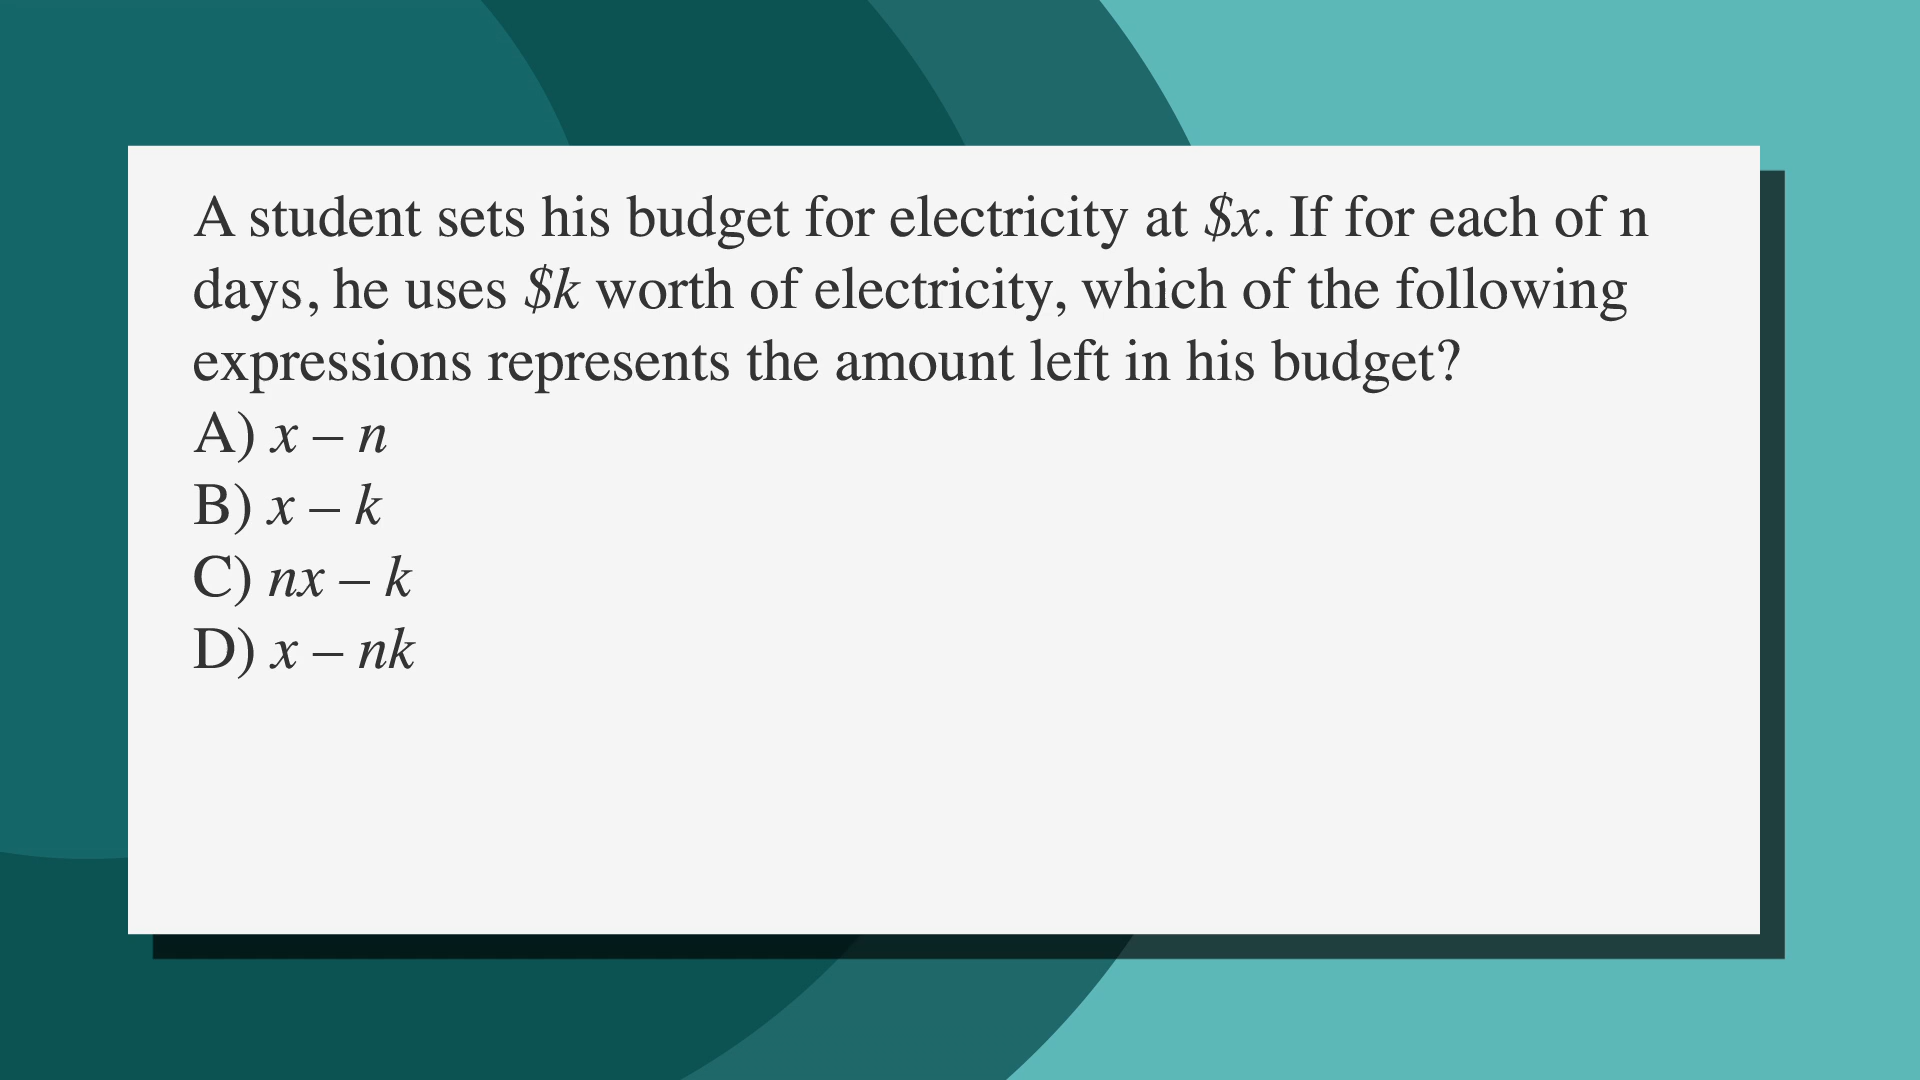 A student sets his budget for electricity at $x. If for each of n
days, he uses $k worth of electricity, which of the following
expressions represents the amount left in his budget?
A) x – n
B) x – k
C) nx – k
D) x – nk